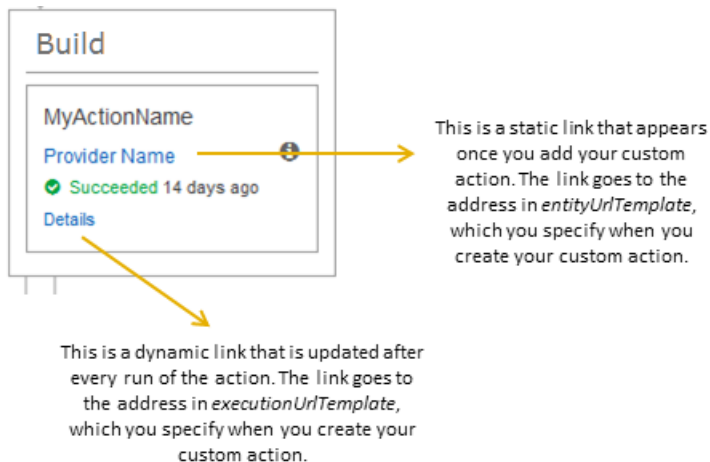 Build
MyActionName
Provider Name
Succeeded 14 days ago
Details
This is a static link that appears
once you add your custom
action. The link goes to the
address in entityUrlTemplate,
which you specify when you
create your custom action.
This is a dynamic link that is updated after
every run of the action. The link goes to
the address in executionUrlTemplate,
which you specify when you create your
custom action.